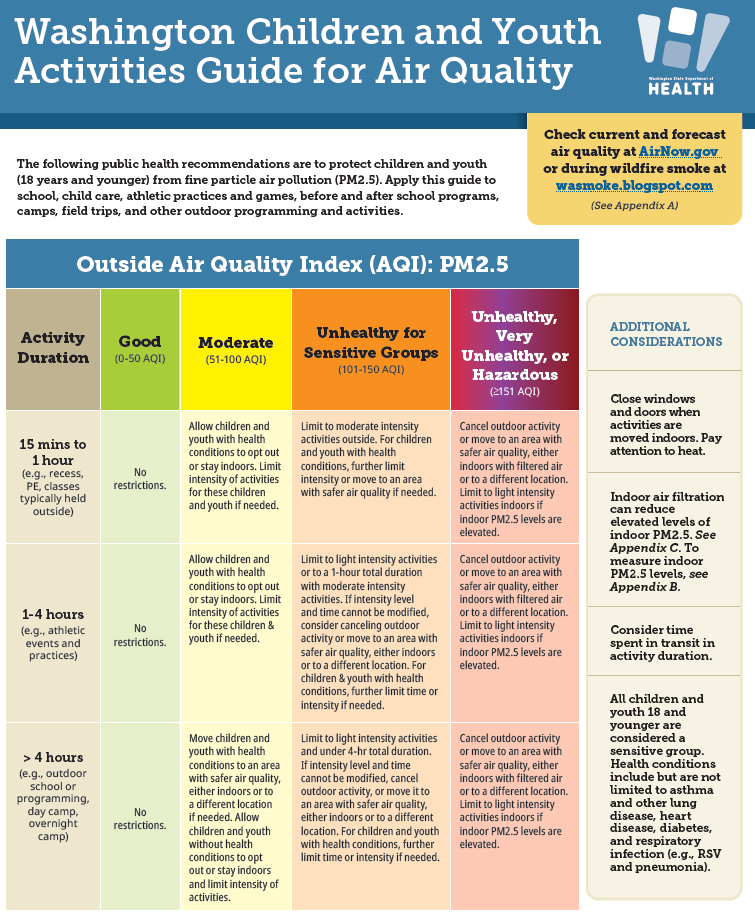 Washington Children and Youth
Activities Guide for Air Quality
Washington State Department of
HEALTH
The following public health recommendations are to protect children and youth
(18 years and younger) from fine particle air pollution (PM2.5). Apply this guide to
school, child care, athletic practices and games, before and after school programs,
camps, field trips, and other outdoor programming and activities.
Check current and forecast
air quality at AirNow.gov
or during wildfire smoke at
wasmoke.blogspot.com
(See Appendix A)
Outside Air Quality Index (AQI): PM2.5
Activity
Duration
Good
(0-50 AQI)
Moderate
(51-100 AQI)
Unhealthy for
Sensitive Groups
(101-150 AQI)
Unhealthy,
Very
Unhealthy, or
Hazardous
(≥151 AQI)
15 mins to
1 hour
(e.g., recess,
PE, classes
typically held
outside)
No
restrictions.
Allow children and
youth with health
conditions to opt out
or stay indoors. Limit
intensity of activities
for these children
and youth if needed.
Limit to moderate intensity
activities outside. For children
and youth with health
conditions, further limit
intensity or move to an area
with safer air quality if needed.
Cancel outdoor activity
or move to an area with
safer air quality, either
indoors with filtered air
or to a different location.
Limit to light intensity
activities indoors if
indoor PM2.5 levels are
elevated.
1-4 hours
(e.g., athletic
events and
practices)
No
restrictions.
Allow children and
youth with health
conditions to opt out
or stay indoors. Limit
intensity of activities
for these children &
youth if needed.
Limit to light intensity activities
or to a 1-hour total duration
with moderate intensity
activities. If intensity level
and time cannot be modified,
consider canceling outdoor
activity or move to an area with
safer air quality, either indoors
or to a different location. For
children & youth with health
conditions, further limit time or
intensity if needed.
Cancel outdoor activity
or move to an area with
safer air quality, either
indoors with filtered air
or to a different location.
Limit to light intensity
activities indoors if
indoor PM2.5 levels are
elevated.
> 4 hours
(e.g., outdoor
school or
programming,
day camp,
overnight
camp)
No
restrictions.
Move children and
youth with health
conditions to an area
with safer air quality,
either indoors or to
a different location
if needed. Allow
children and youth
without health
conditions to opt
out or stay indoors
and limit intensity of
activities.
Limit to light intensity activities
and under 4-hr total duration.
If intensity level and time
cannot be modified, cancel
outdoor activity, or move it to
an area with safer air quality,
either indoors or to a different
location. For children and youth
with health conditions, further
limit time or intensity if needed.
Cancel outdoor activity
or move to an area with
safer air quality, either
indoors with filtered air
or to a different location.
Limit to light intensity
activities indoors if
indoor PM2.5 levels are
elevated.
ADDITIONAL
CONSIDERATIONS
Close windows
and doors when
activities are
moved indoors. Pay
attention to heat.
Indoor air filtration
can reduce
elevated levels of
indoor PM2.5. See
Appendix C. To
measure indoor
PM2.5 levels, see
Appendix B.
Consider time
spent in transit in
activity duration.
All children and
youth 18 and
younger are
considered a
sensitive group.
Health conditions
include but are not
limited to asthma
and other lung
disease, heart
disease, diabetes,
and respiratory
infection (e.g., RSV
and pneumonia).